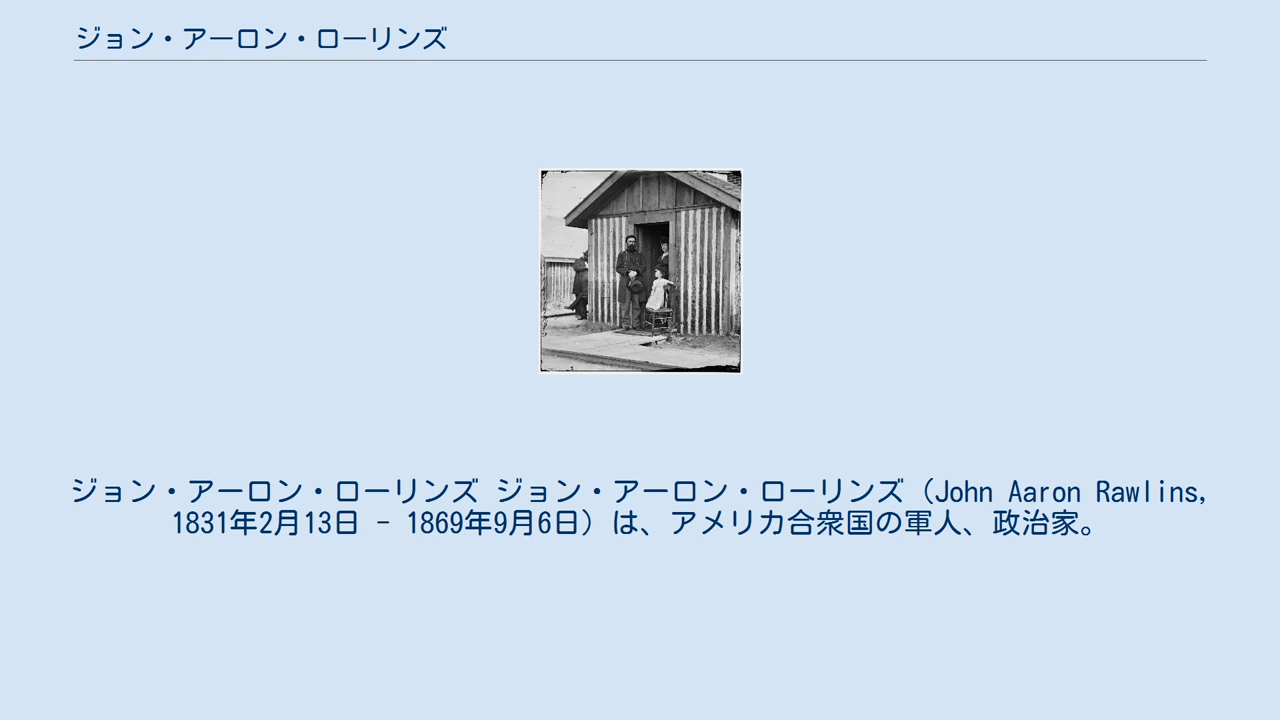 ジョン・アーロン・ローリンズ
ジョン・アーロン・ローリンズ ジョン・アーロン・ローリンズ（John Aaron Rawlins,
1831年2月13日 - 1869年9月6日）は、アメリカ合衆国の軍人、政治家。